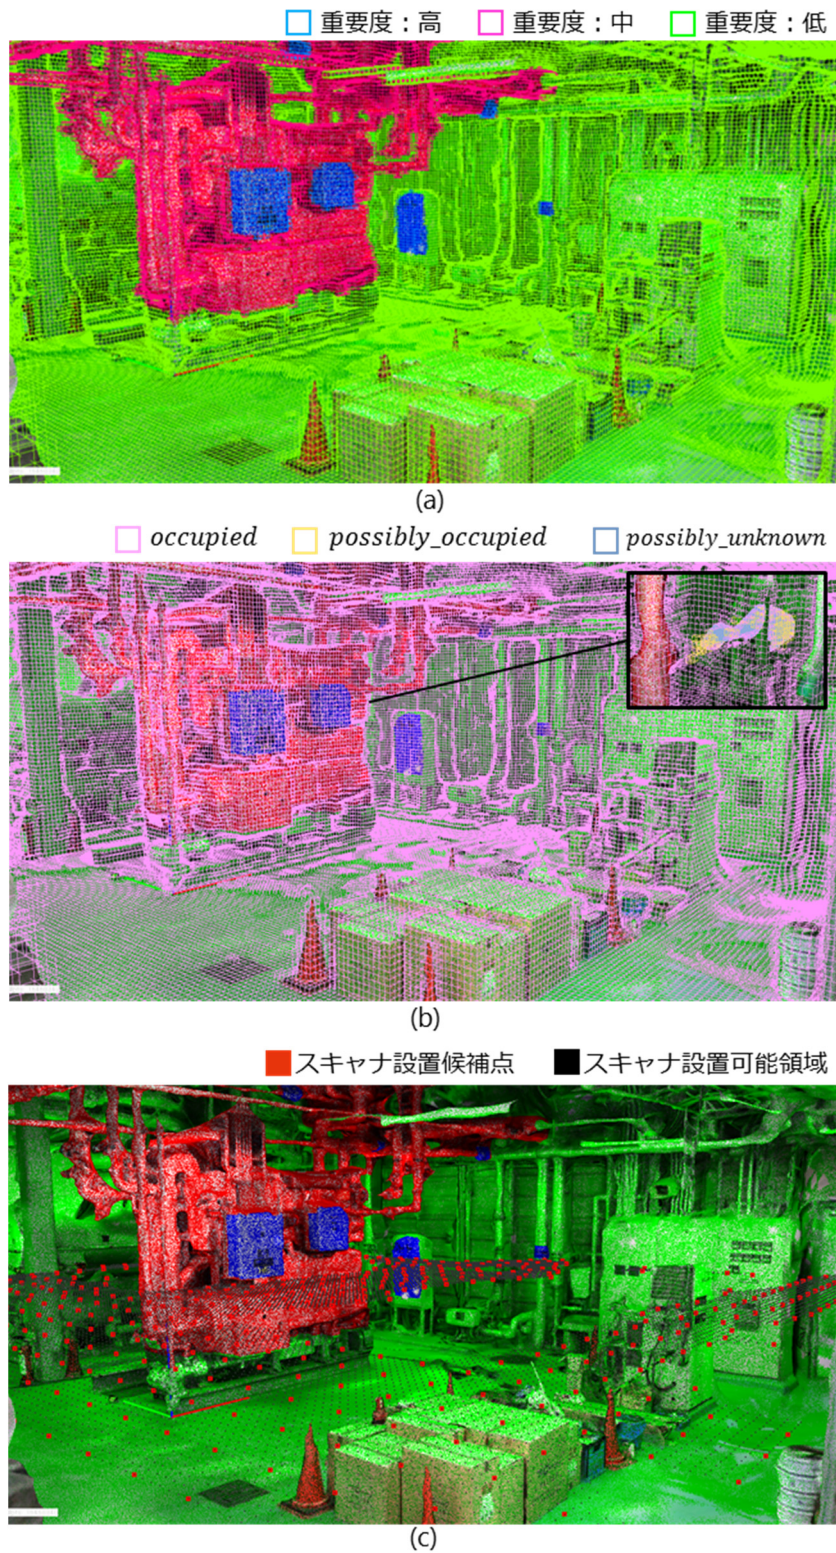 重要度：高 重要度：中 重要度：低
(a)
occupied possibly_occupied possibly_unknown
(b)
スキャナ設置候補点 スキャナ設置可能領域
(c)